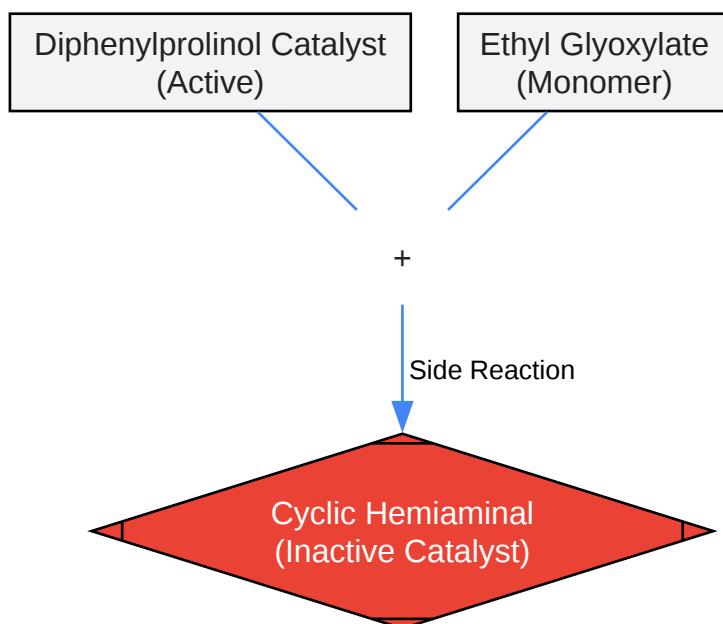 Diphenylprolinol Catalyst
(Active)
Ethyl Glyoxylate
(Monomer)
+
Side Reaction
Cyclic Hemiaminal
(Inactive Catalyst)